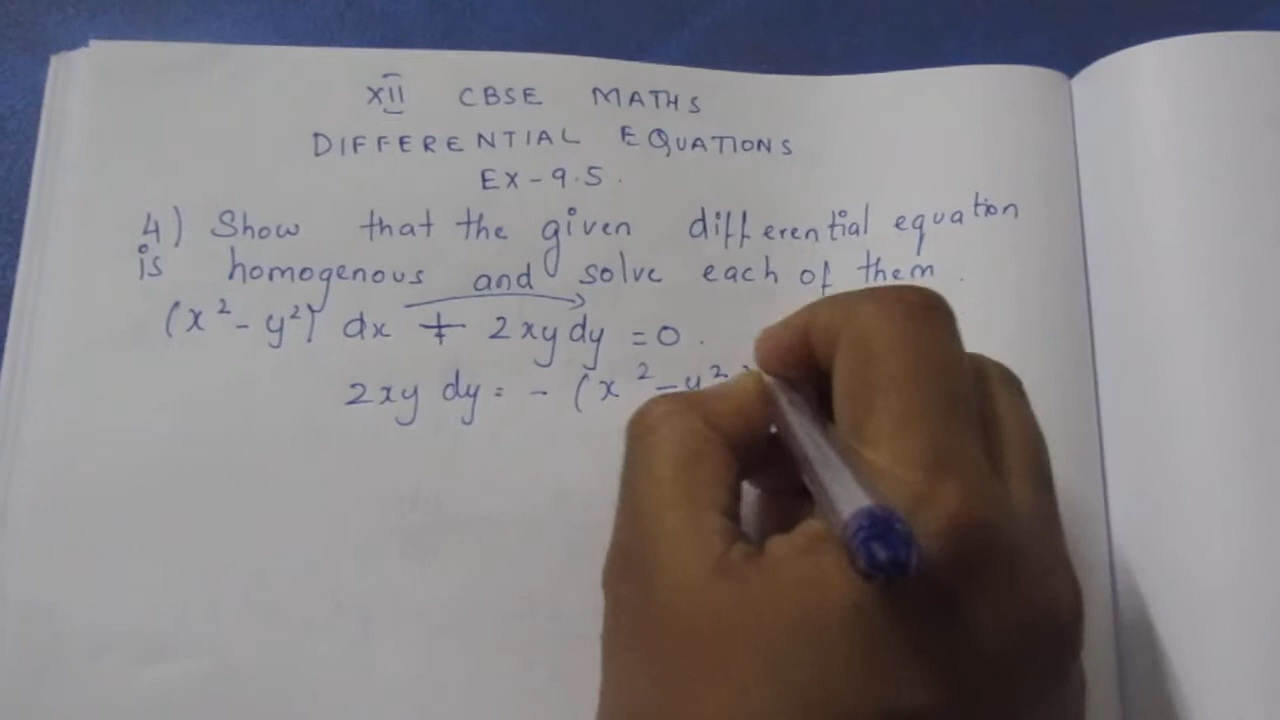 XII CBSE MATHS
DIFFERENTIAL EQUATIONS
EX-9.5.
4) Show that the given differential equation
is homogenous and solve each of them.
(x²-y²) dx + 2xy dy = 0.
2xy dy = - (x²-y²)